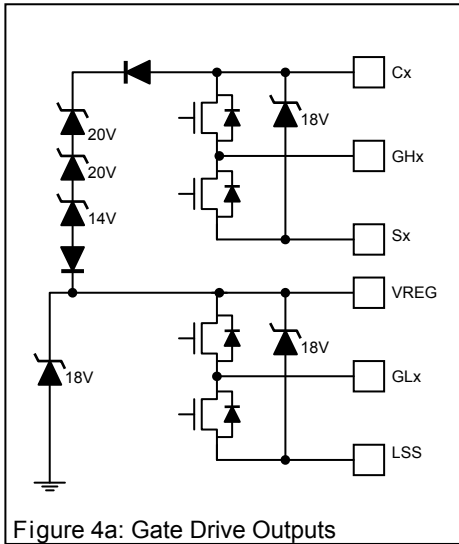 Cx
20V
18V
20V
GHx
14V
Sx
VREG
18V
18V
GLx
LSS
Figure 4a: Gate Drive Outputs